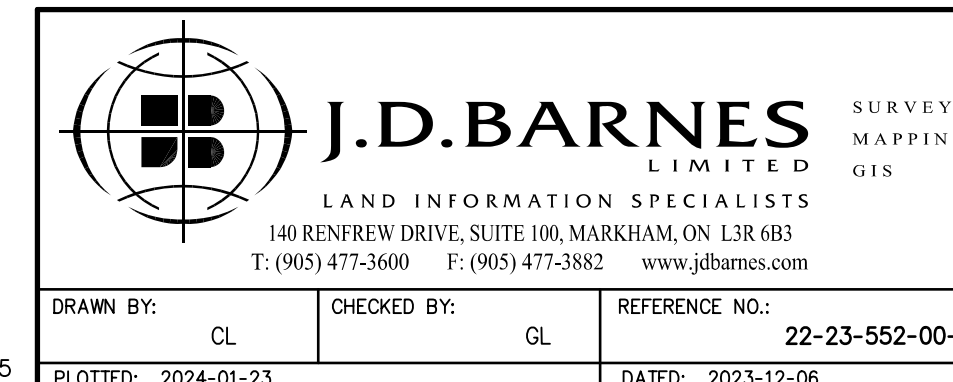 J.D.BARNES
LIMITED
SURVEY
MAPPIN
GIS
LAND INFORMATION SPECIALISTS
140 RENFREW DRIVE, SUITE 100, MARKHAM, ON L3R 6B3
T: (905) 477-3600 F: (905) 477-3882 www.jdbarnes.com
DRAWN BY: CHECKED BY: REFERENCE NO.:
CL GL 22-23-552-00-
5
PLOTTED: 2024-01-23 DATED: 2023-12-06